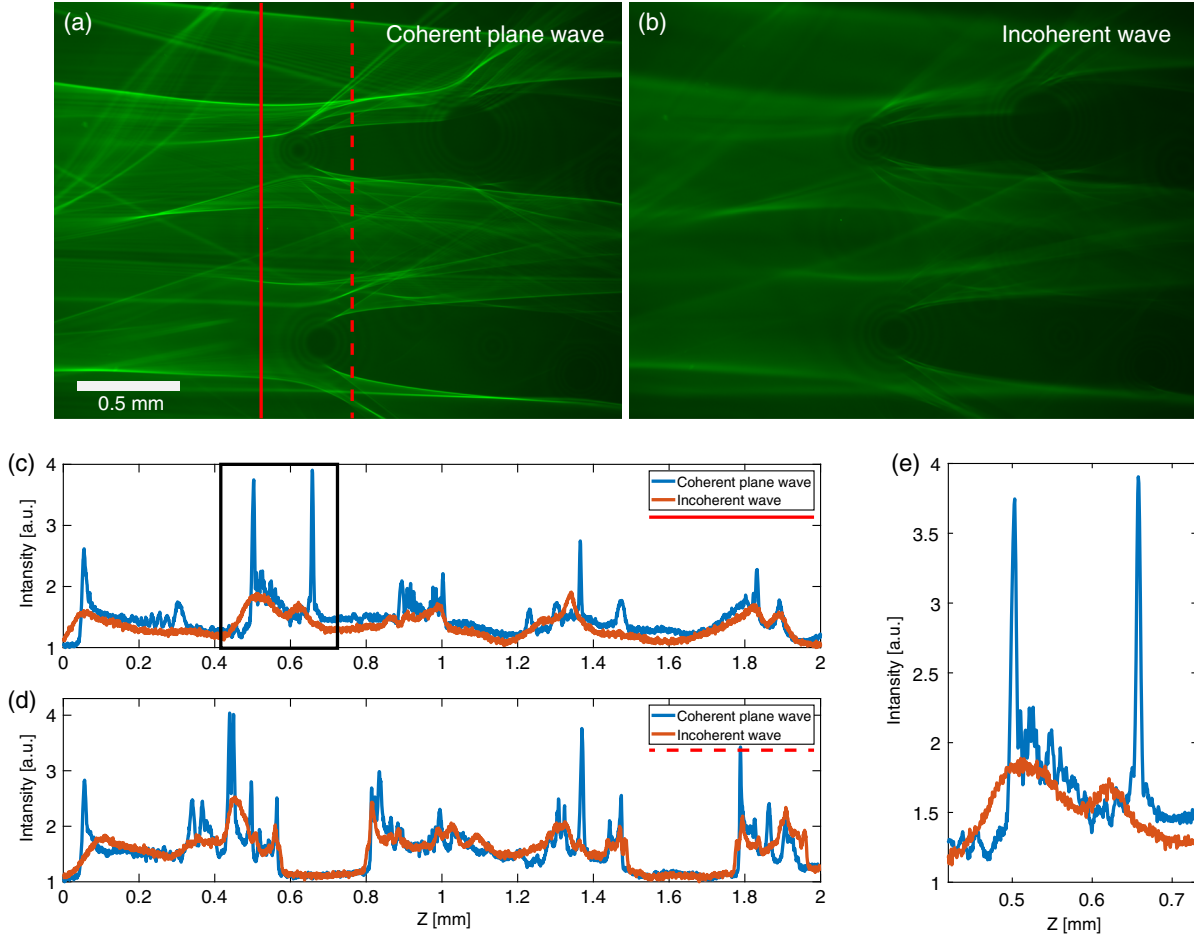 (a)
Coherent plane wave
(b)
Incoherent wave
0.5 mm
(c)
4
3
2
1
Intansity [a.u.]
0 0.2 0.4 0.6 0.8 1 1.2 1.4 1.6 1.8 2
Coherent plane wave
Incoherent wave
(d)
4
3
2
1
Intansity [a.u.]
0 0.2 0.4 0.6 0.8 1 1.2 1.4 1.6 1.8 2
Z [mm]
Coherent plane wave
Incoherent wave
(e)
4
3.5
3
2.5
2
1.5
1
Intansity [a.u.]
0.5 0.6 0.7
Z [mm]